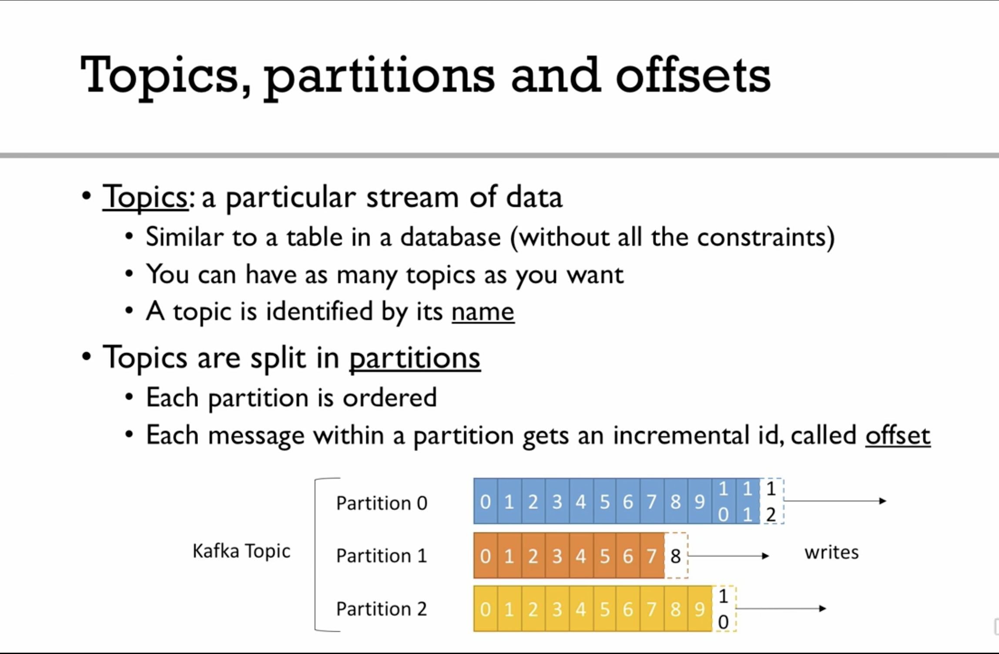 Topics, partitions and offsets
• Topics: a particular stream of data
• Similar to a table in a database (without all the constraints)
• You can have as many topics as you want
• A topic is identified by its name
• Topics are split in partitions
• Each partition is ordered
• Each message within a partition gets an incremental id, called offset
Kafka Topic
Partition 0
0 1 2 3 4 5 6 7 8 9 10 11 12
Partition 1
0 1 2 3 4 5 6 7 8
writes
Partition 2
0 1 2 3 4 5 6 7 8 9 10